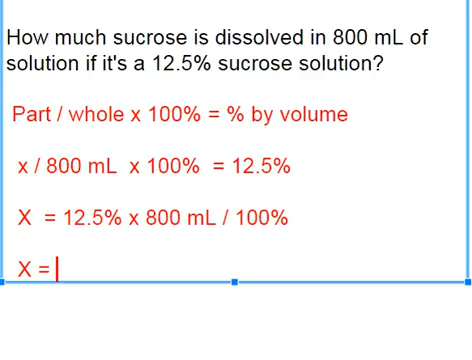 How much sucrose is dissolved in 800 mL of
solution if it's a 12.5% sucrose solution?
Part / whole x 100% = % by volume
x / 800 mL x 100% = 12.5%
X = 12.5% x 800 mL / 100%
X =